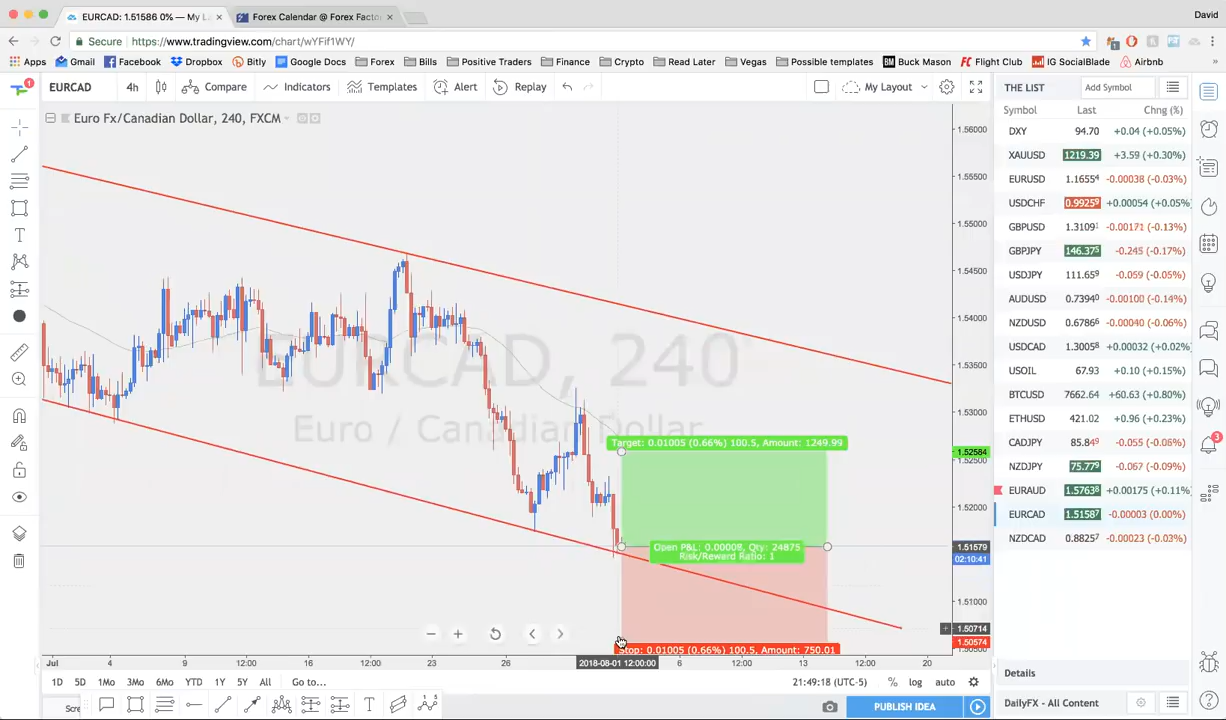 EURCAD: 1.51586 0% — My L
Forex Calendar @ Forex Facto
David
Secure https://www.tradingview.com/chart/wYFif1WY/
Apps Gmail Facebook Dropbox Bitly Google Docs Forex Bills Positive Traders Finance Crypto Read Later Vegas Possible templates Buck Mason Flight Club IG SocialBlade Airbnb »
1 EURCAD 4h Compare Indicators Templates Alert Replay My Layout THE LIST Add Symbol
Symbol Last Chng (%)
Euro Fx/Canadian Dollar, 240, FXCM
DXY 94.70 +0.04 (+0.05%)
XAUUSD 1219.39 +3.59 (+0.30%)
EURUSD 1.16554 -0.00038 (-0.03%)
USDCHF 0.99259 +0.00054 (+0.05%
GBPUSD 1.31091 -0.00171 (-0.13%)
GBPJPY 146.375 -0.245 (-0.17%)
USDJPY 111.659 -0.059 (-0.05%)
AUDUSD 0.73940 -0.00100 (-0.14%)
NZDUSD 0.67866 -0.00040 (-0.06%)
USDCAD 1.30058 +0.00032 (+0.02%)
USOIL 67.93 +0.10 (+0.15%)
BTCUSD 7662.64 +60.63 (+0.80%)
ETHUSD 421.02 +0.96 (+0.23%)
CADJPY 85.849 -0.055 (-0.06%)
NZDJPY 75.779 -0.067 (-0.09%)
EURAUD 1.57638 +0.00175 (+0.11%
EURCAD 1.51587 -0.00003 (0.00%)
NZDCAD 0.88257 -0.00023 (-0.03%)
3
EURCAD, 240
Euro / Canadian Dollar
1.56000
1.55500
1.55000
1.54500
1.54000
1.53500
1.53000
1.52584
1.52500
1.52000
1.51579
02:10:41
1.51000
1.50714
1.50574
Target: 0.01005 (0.66%) 100.5, Amount: 1249.99
Open P&L: 0.00008, Qty: 24875
Risk/Reward Ratio: 1
Stop: 0.01005 (0.66%) 100.5, Amount: 750.01
Jul 4 9 12:00 16 12:00 23 26 2018-08-01 12:00:00 6 12:00 13 12:00 20
1D 5D 1Mo 3Mo 6Mo YTD 1Y 5Y All Go to... 21:49:18 (UTC-5) % log auto
Details
Scre
PUBLISH IDEA
DailyFX - All Content